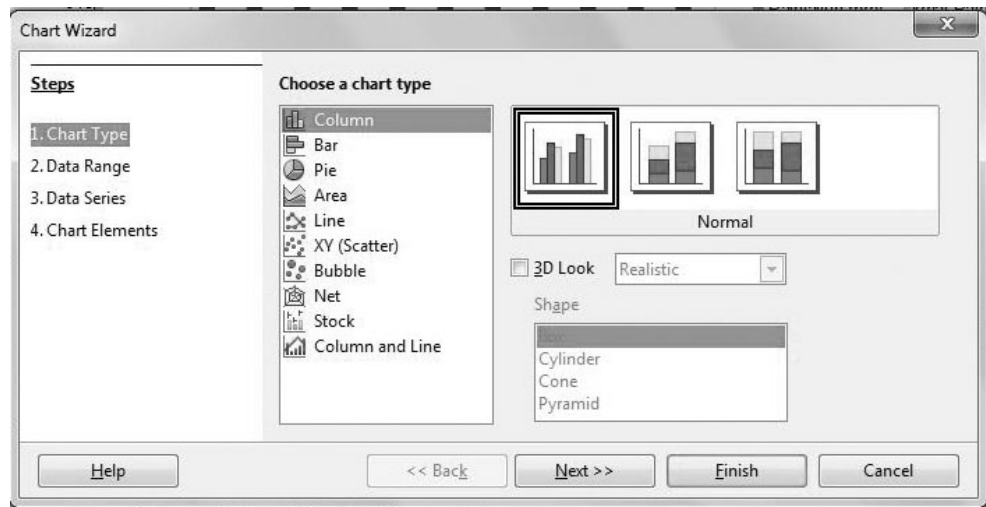 Chart Wizard
Steps
1. Chart Type
2. Data Range
3. Data Series
4. Chart Elements
Choose a chart type
Column
Bar
Pie
Area
Line
XY (Scatter)
Bubble
Net
Stock
Column and Line
Normal
3D Look
Realistic
Shape
Cylinder
Cone
Pyramid
Help
<< Back
Next >>
Finish
Cancel